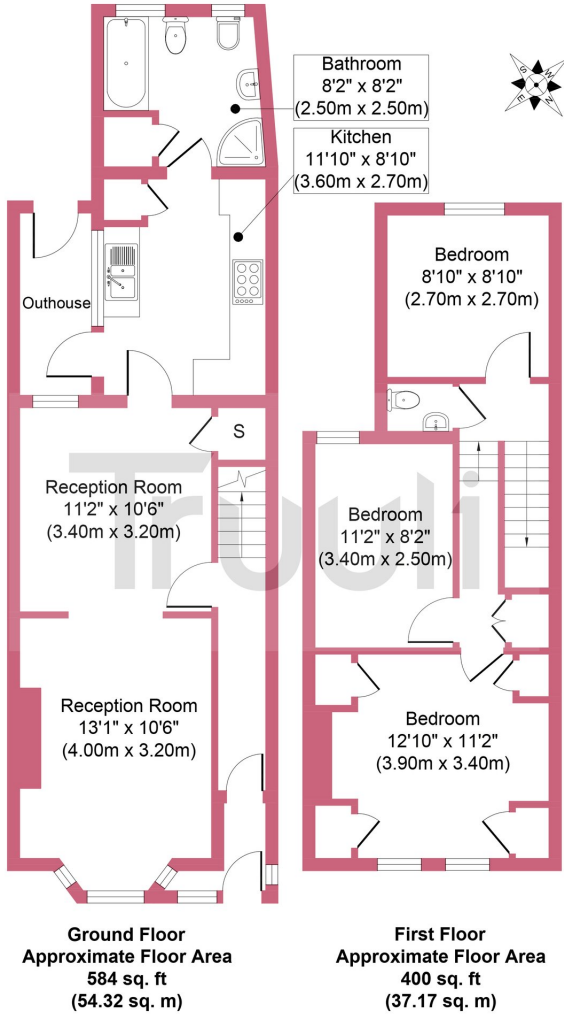 Bathroom
8'2" x 8'2"
(2.50m x 2.50m)
Kitchen
11'10" x 8'10"
(3.60m x 2.70m)
S
W
E
N
Outhouse
Bedroom
8'10" x 8'10"
(2.70m x 2.70m)
S
Reception Room
11'2" x 10'6"
(3.40m x 3.20m)
Bedroom
11'2" x 8'2"
(3.40m x 2.50m)
Truuli
Reception Room
13'1" x 10'6"
(4.00m x 3.20m)
Bedroom
12'10" x 11'2"
(3.90m x 3.40m)
Ground Floor
Approximate Floor Area
584 sq. ft
(54.32 sq. m)
First Floor
Approximate Floor Area
400 sq. ft
(37.17 sq. m)